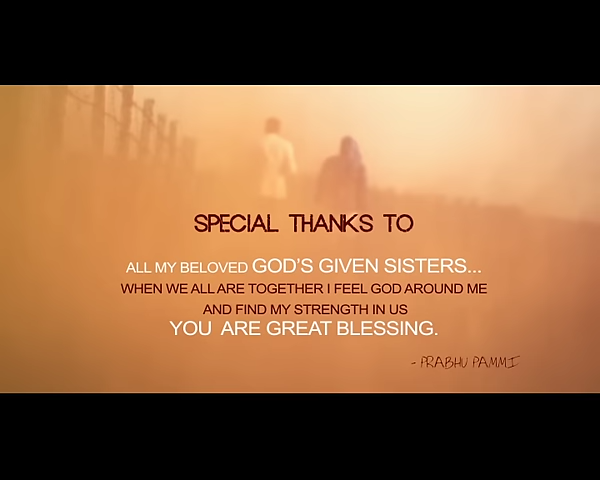 SPECIAL THANKS TO
ALL MY BELOVED GOD'S GIVEN SISTERS...
WHEN WE ALL ARE TOGETHER I FEEL GOD AROUND ME
AND FIND MY STRENGTH IN US
YOU ARE GREAT BLESSING.
- PRABHU PAMMI